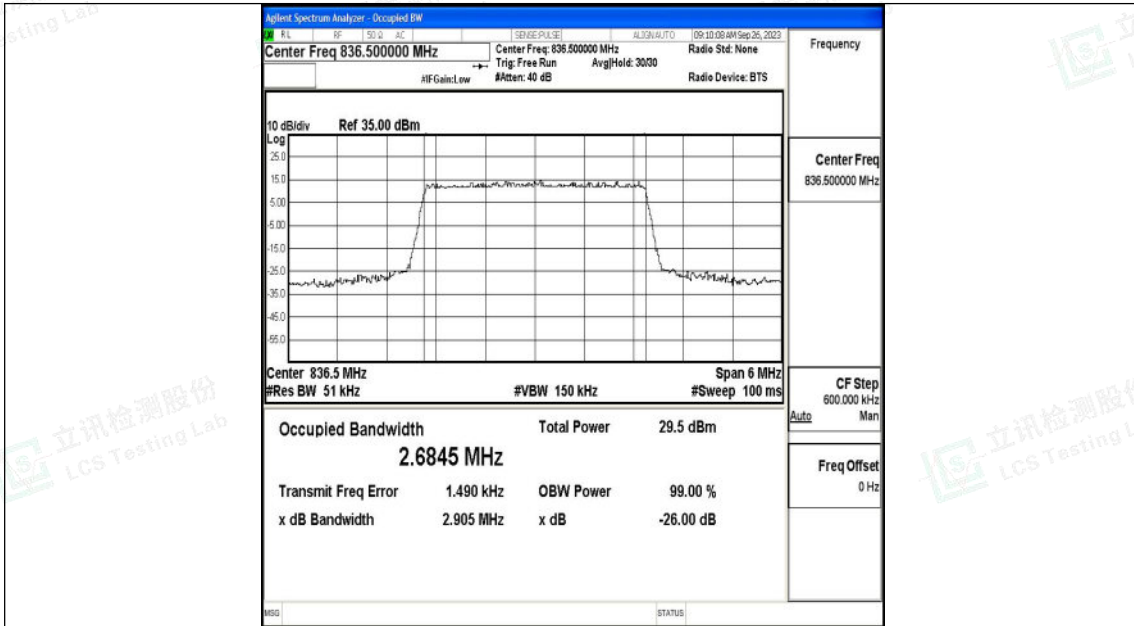 Agilent Spectrum Analyzer - Occupied BW
RL RF 50 Ω AC SENSE:PULSE ALIGNAUTO 09:10:08 AM Sep 26, 2023
Center Freq 836.500000 MHz
Center Freq: 836.500000 MHz
Radio Std: None
Trig: Free Run Avg|Hold: 30/30
#IFGain:Low #Atten: 40 dB Radio Device: BTS
Frequency
10 dB/div Ref 35.00 dBm
Log
25.0
15.0
5.00
-5.00
-15.0
-25.0
-35.0
-45.0
-55.0
Center 836.5 MHz Span 6 MHz
#Res BW 51 kHz #VBW 150 kHz #Sweep 100 ms
Center Freq
836.500000 MHz
CF Step
600.000 kHz
Auto Man
Freq Offset
0 Hz
Occupied Bandwidth Total Power 29.5 dBm
2.6845 MHz
Transmit Freq Error 1.490 kHz OBW Power 99.00 %
x dB Bandwidth 2.905 MHz x dB -26.00 dB
MSG STATUS
立讯检测股份
LCS Testing Lab
立讯检测股份
LCS Testing L
sting Lab